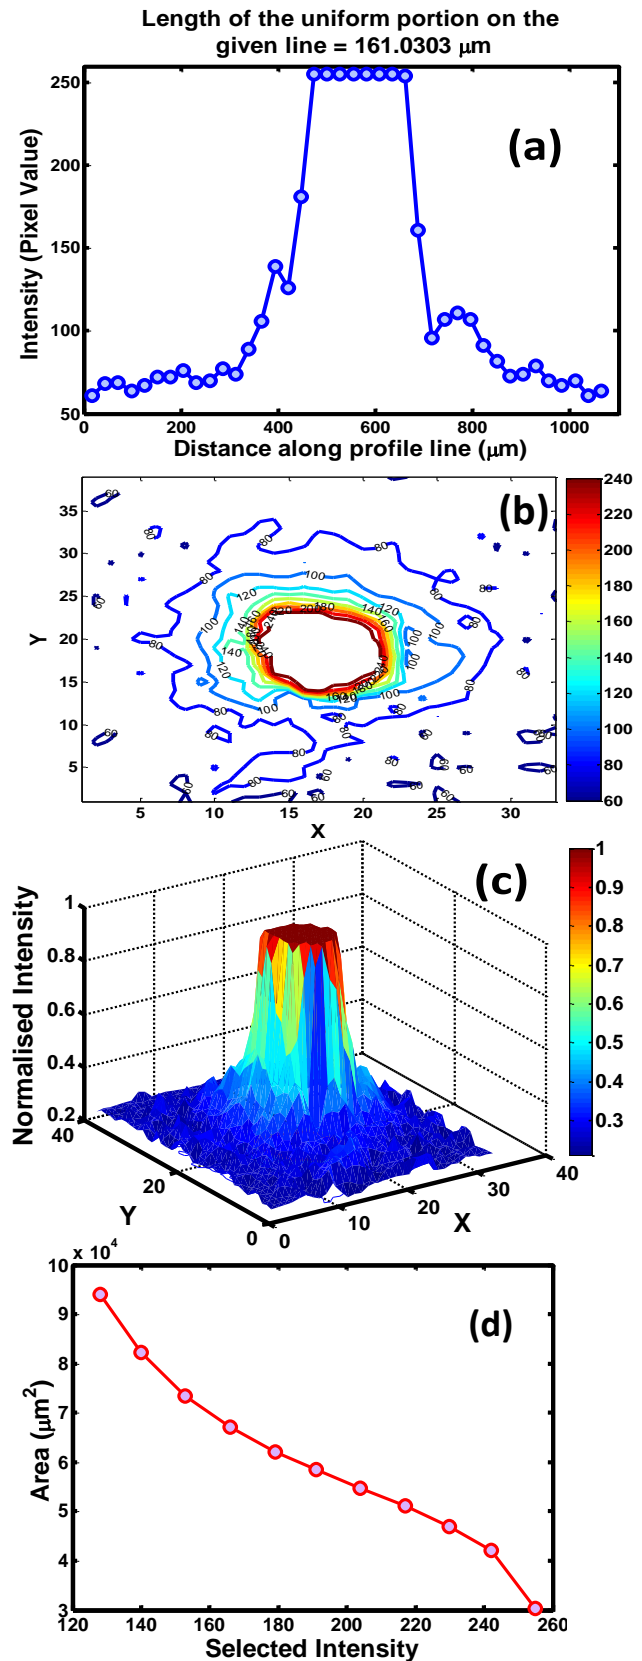 Length of the uniform portion on the
given line = 161.0303 μm
(a)
Intensity (Pixel Value)
250
200
150
100
50
0 200 400 600 800 1000
Distance along profile line (μm)
(b)
Y
35
30
25
20
15
10
5
5 10 15 20 25 30
X
240
220
200
180
160
140
120
100
80
60
(c)
Normalised Intensity
1
0.8
0.6
0.4
0.2
40
20
0
Y
0
10
20
30
40
X
1
0.9
0.8
0.7
0.6
0.5
0.4
0.3
x 10⁴
(d)
Area (μm²)
10
9
8
7
6
5
4
3
120 140 160 180 200 220 240 260
Selected Intensity